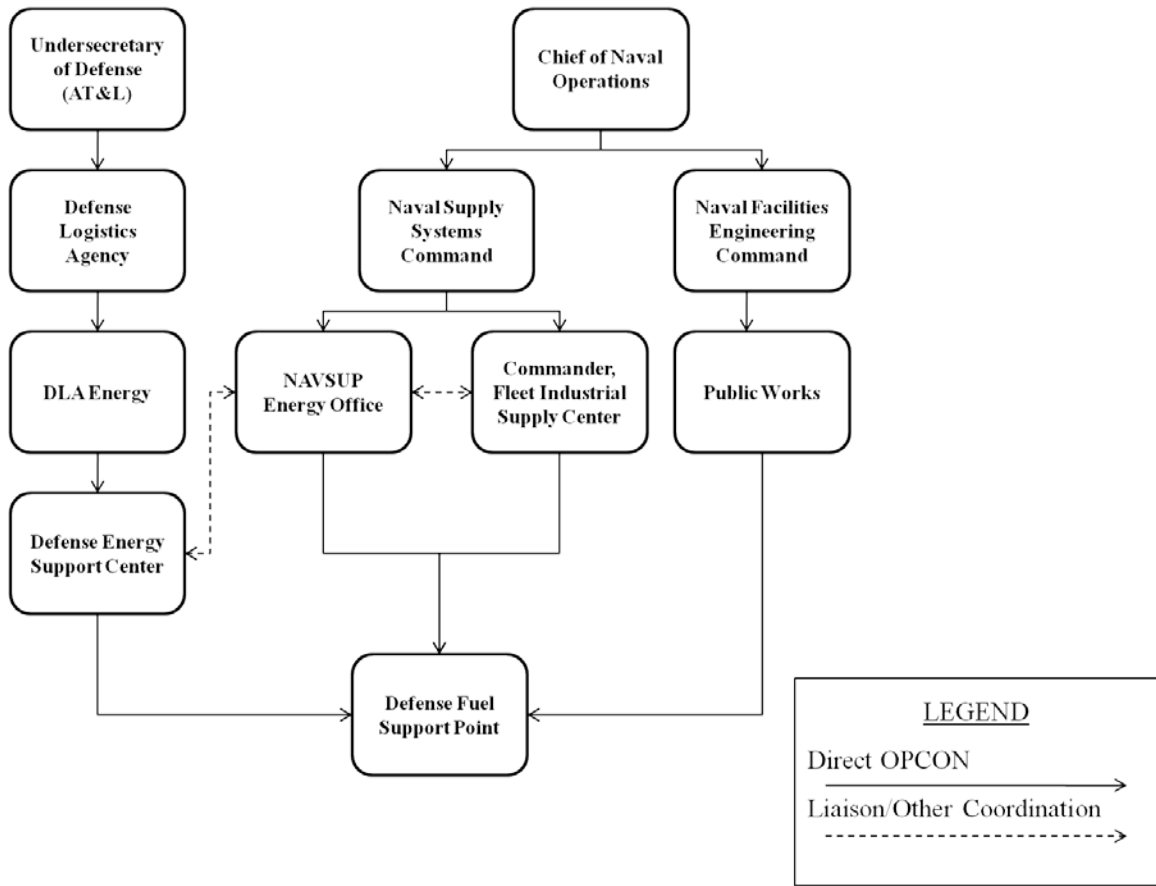 Undersecretary
of Defense
(AT&L)
Chief of Naval
Operations
Defense
Logistics
Agency
Naval Supply
Systems
Command
Naval Facilities
Engineering
Command
DLA Energy
NAVSUP
Energy Office
Commander,
Fleet Industrial
Supply Center
Public Works
Defense Energy
Support Center
Defense Fuel
Support Point
LEGEND
Direct OPCON
Liaison/Other Coordination